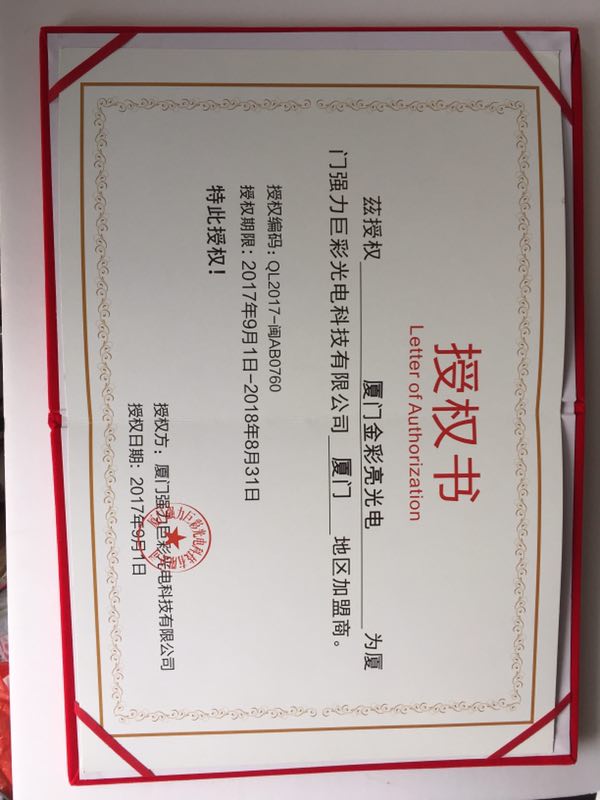 授权书
Letter of Authorization
兹授权 厦门金彩亮光电 为厦
门强力巨彩光电科技有限公司 厦门 地区加盟商。
授权编码：QL2017-闽AB0760
授权期限：2017年9月1日-2018年8月31日
特此授权！
授权方：厦门强力巨彩光电科技有限公司
授权日期：2017年9月1日